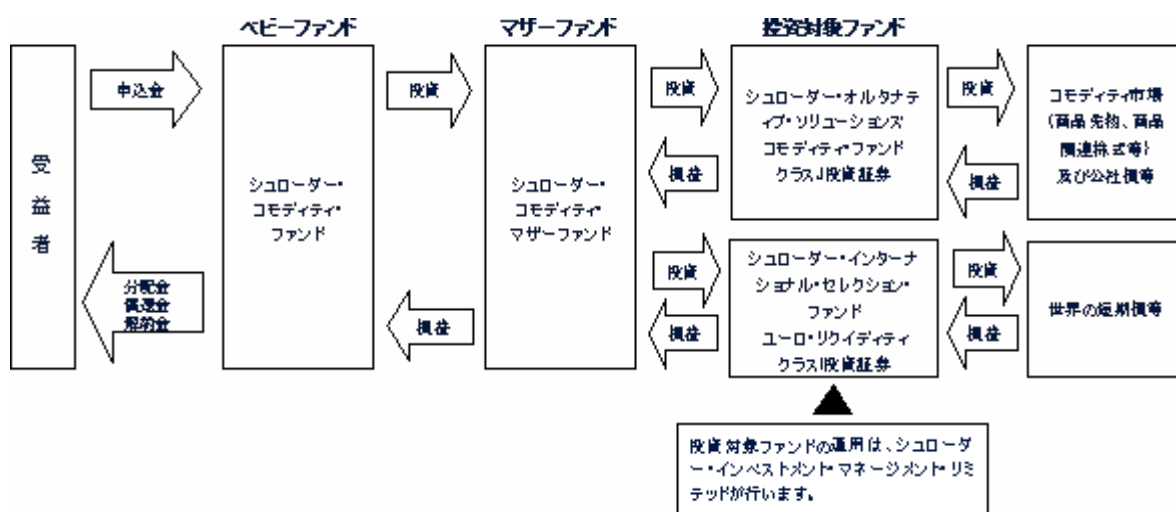 ベビーファンド
マザーファンド
投資対象ファンド
受
益
者
申込金
分配金
償還金
解約金
シュローダー・
コモディティ・
ファンド
投資
損益
シュローダー・
コモディティ・
マザーファンド
投資
損益
投資
損益
シュローダー・オルタナテ
ィブ・ソリューションズ
コモディティ・ファンド
クラスI投資証券
シュローダー・インターナ
ショナル・セレクション・
ファンド
ユーロ・リクイディティ
クラスI投資証券
投資
損益
投資
損益
コモディティ市場
(商品先物、商品
関連株式等)
及び公社債等
世界の短期債等
投資対象ファンドの運用は、シュローダ
ー・インベストメント・マネージメント・リミ
テッドが行います。